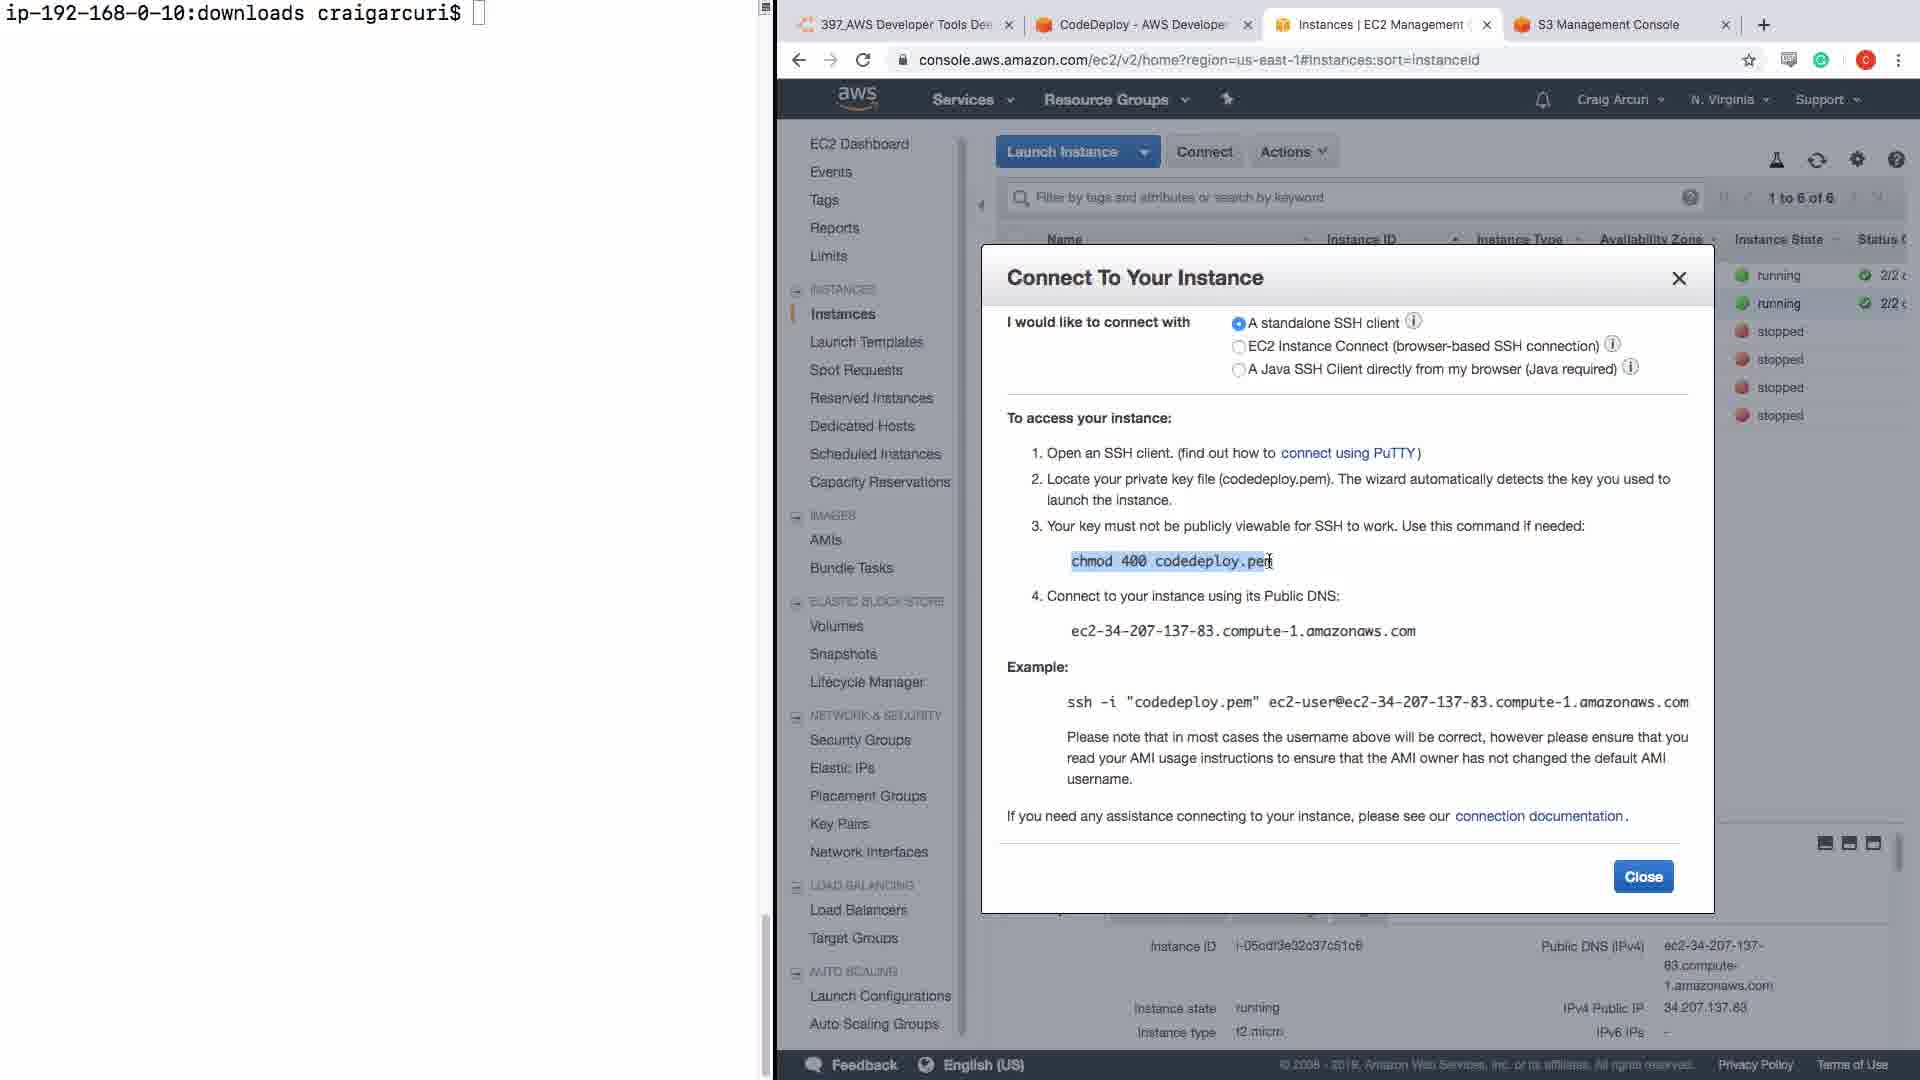 ip-192-168-0-10:downloads craigarcuri$
397_AWS Developer Tools Dee
CodeDeploy - AWS Developer
Instances | EC2 Management
S3 Management Console
console.aws.amazon.com/ec2/v2/home?region=us-east-1#Instances:sort=instanceId
aws
Services
Resource Groups
Craig Arcuri
N. Virginia
Support
EC2 Dashboard
Events
Tags
Reports
Limits
INSTANCES
Instances
Launch Templates
Spot Requests
Reserved Instances
Dedicated Hosts
Scheduled Instances
Capacity Reservations
IMAGES
AMIs
Bundle Tasks
ELASTIC BLOCK STORE
Volumes
Snapshots
Lifecycle Manager
NETWORK & SECURITY
Security Groups
Elastic IPs
Placement Groups
Key Pairs
Network Interfaces
LOAD BALANCING
Load Balancers
Target Groups
AUTO SCALING
Launch Configurations
Auto Scaling Groups
Launch Instance
Connect
Actions
Filter by tags and attributes or search by keyword
1 to 6 of 6
Name Instance ID Instance Type Availability Zone Instance State Status C
running 2/2 c
running 2/2 c
stopped
stopped
stopped
stopped
Connect To Your Instance
I would like to connect with
A standalone SSH client
EC2 Instance Connect (browser-based SSH connection)
A Java SSH Client directly from my browser (Java required)
To access your instance:
1. Open an SSH client. (find out how to connect using PuTTY)
2. Locate your private key file (codedeploy.pem). The wizard automatically detects the key you used to
launch the instance.
3. Your key must not be publicly viewable for SSH to work. Use this command if needed:
chmod 400 codedeploy.pem
4. Connect to your instance using its Public DNS:
ec2-34-207-137-83.compute-1.amazonaws.com
Example:
ssh -i "codedeploy.pem" ec2-user@ec2-34-207-137-83.compute-1.amazonaws.com
Please note that in most cases the username above will be correct, however please ensure that you
read your AMI usage instructions to ensure that the AMI owner has not changed the default AMI
username.
If you need any assistance connecting to your instance, please see our connection documentation.
Close
Instance ID i-05cdf3e32c37c51c6
Public DNS (IPv4) ec2-34-207-137-
83.compute-
1.amazonaws.com
Instance state running
IPv4 Public IP 34.207.137.83
Instance type t2.micro
IPv6 IPs -
Feedback
English (US)
© 2008 - 2019, Amazon Web Services, Inc. or its affiliates. All rights reserved.
Privacy Policy
Terms of Use